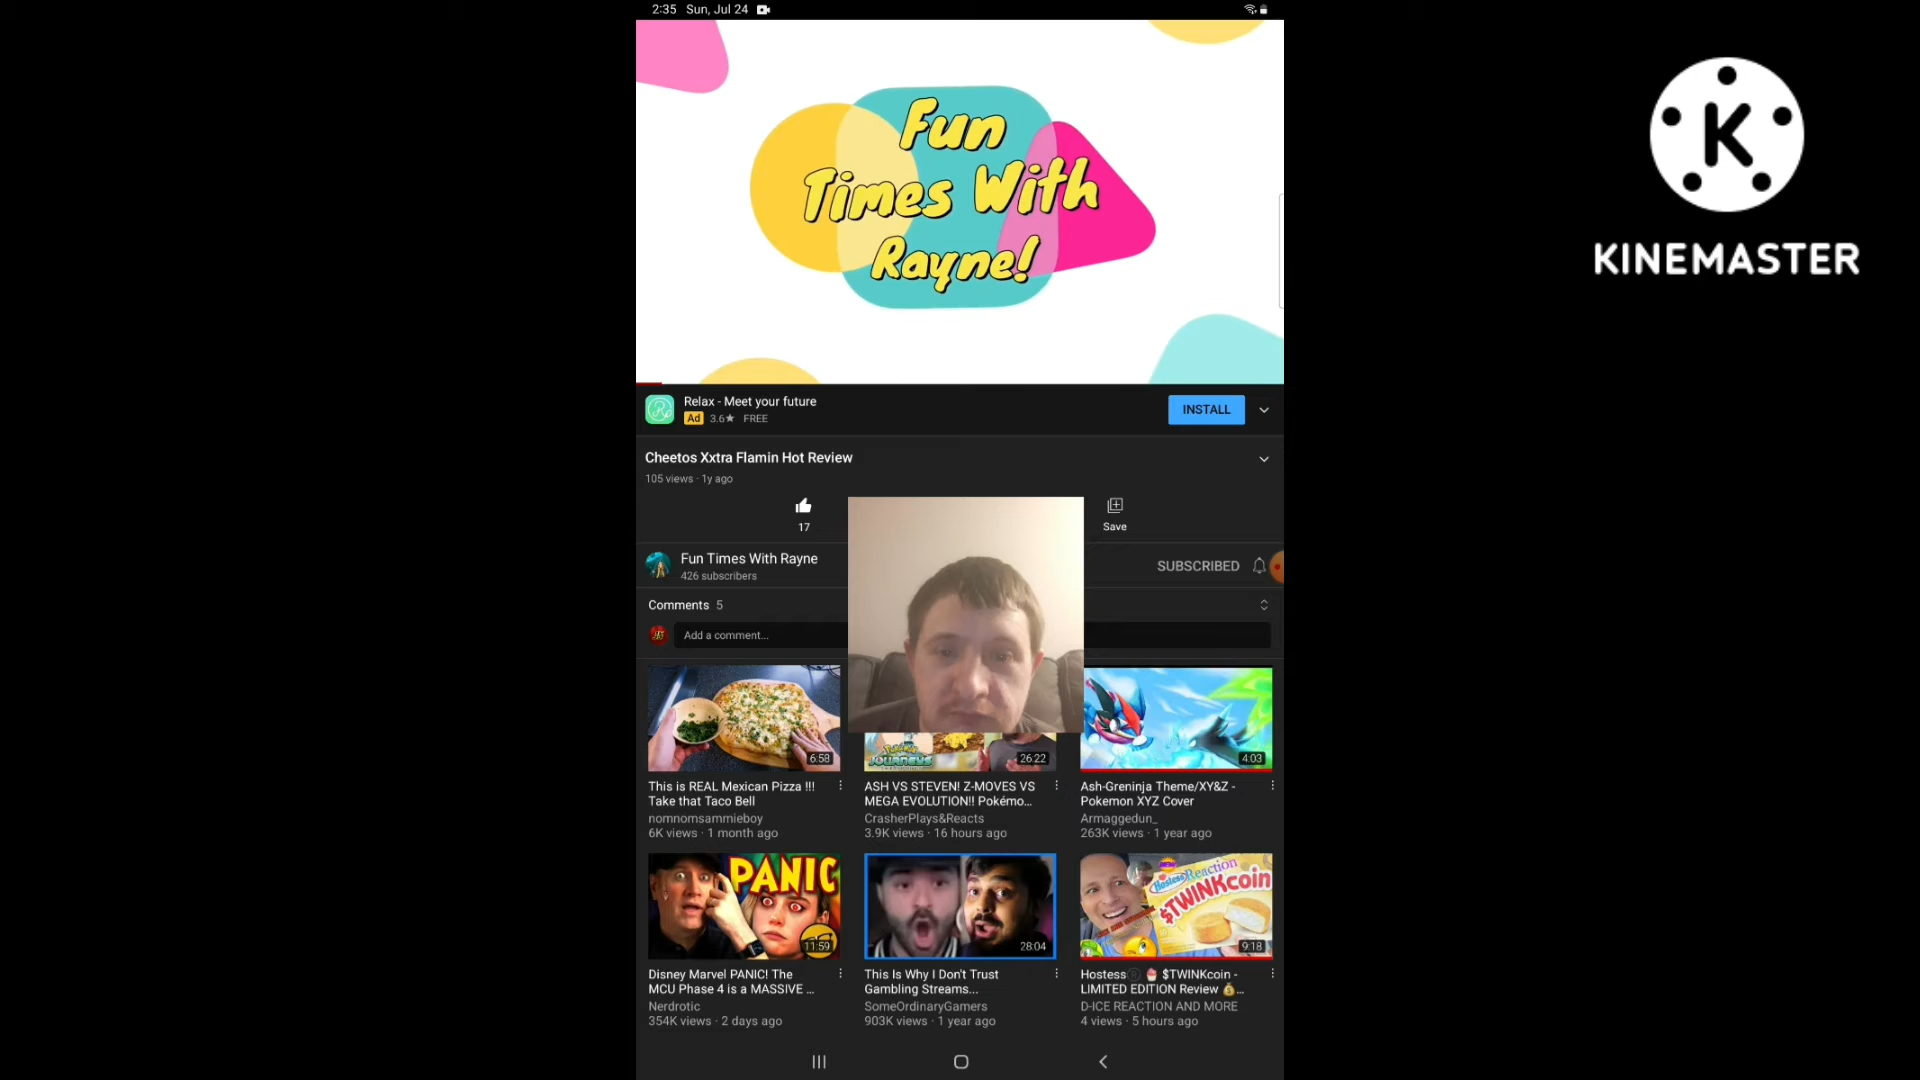 2:35 Sun, Jul 24
Fun
Times With
Rayne!
K
KINEMASTER
Relax - Meet your future
Ad 3.6★ FREE
INSTALL
Cheetos Xxtra Flamin Hot Review
105 views · 1y ago
17
Save
Fun Times With Rayne
426 subscribers
SUBSCRIBED
Comments 5
Add a comment...
6:58
POKÉMON
JOURNEYS
26:22
4:03
This is REAL Mexican Pizza !!!
Take that Taco Bell
nomnomsammieboy
6K views · 1 month ago
ASH VS STEVEN! Z-MOVES VS
MEGA EVOLUTION!! Pokémo...
CrasherPlays&Reacts
3.9K views · 16 hours ago
Ash-Greninja Theme/XY&Z -
Pokemon XYZ Cover
Armaggedun_
263K views · 1 year ago
PANIC
11:59
28:04
Hostess Reaction
$TWINKcoin
9:18
Disney Marvel PANIC! The
MCU Phase 4 is a MASSIVE ...
Nerdrotic
354K views · 2 days ago
This Is Why I Don't Trust
Gambling Streams...
SomeOrdinaryGamers
903K views · 1 year ago
Hostess® 🧁 $TWINKcoin -
LIMITED EDITION Review 💰...
D-ICE REACTION AND MORE
4 views · 5 hours ago